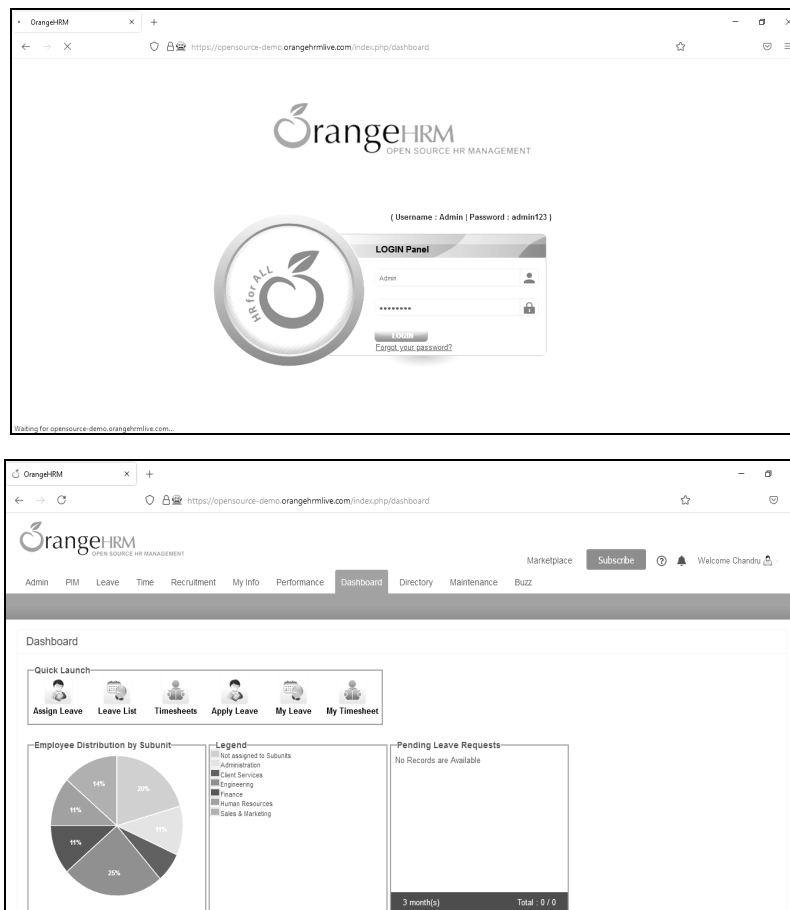 OrangeHRM
https://opensource-demo.orangehrmlive.com/index.php/dashboard
OrangeHRM
OPEN SOURCE HR MANAGEMENT
( Username : Admin | Password : admin123 )
HR for ALL
LOGIN Panel
Admin
••••••••
LOGIN
Forgot your password?
Waiting for opensource-demo.orangehrmlive.com...
OrangeHRM
https://opensource-demo.orangehrmlive.com/index.php/dashboard
OrangeHRM
OPEN SOURCE HR MANAGEMENT
Marketplace Subscribe Welcome Chandru
Admin PIM Leave Time Recruitment My Info Performance Dashboard Directory Maintenance Buzz
Dashboard
Quick Launch
Assign Leave Leave List Timesheets Apply Leave My Leave My Timesheet
Employee Distribution by Subunit
14%
20%
11%
11%
11%
25%
Legend
Not assigned to Subunits
Administration
Client Services
Engineering
Finance
Human Resources
Sales & Marketing
Pending Leave Requests
No Records are Available
3 month(s) Total : 0 / 0